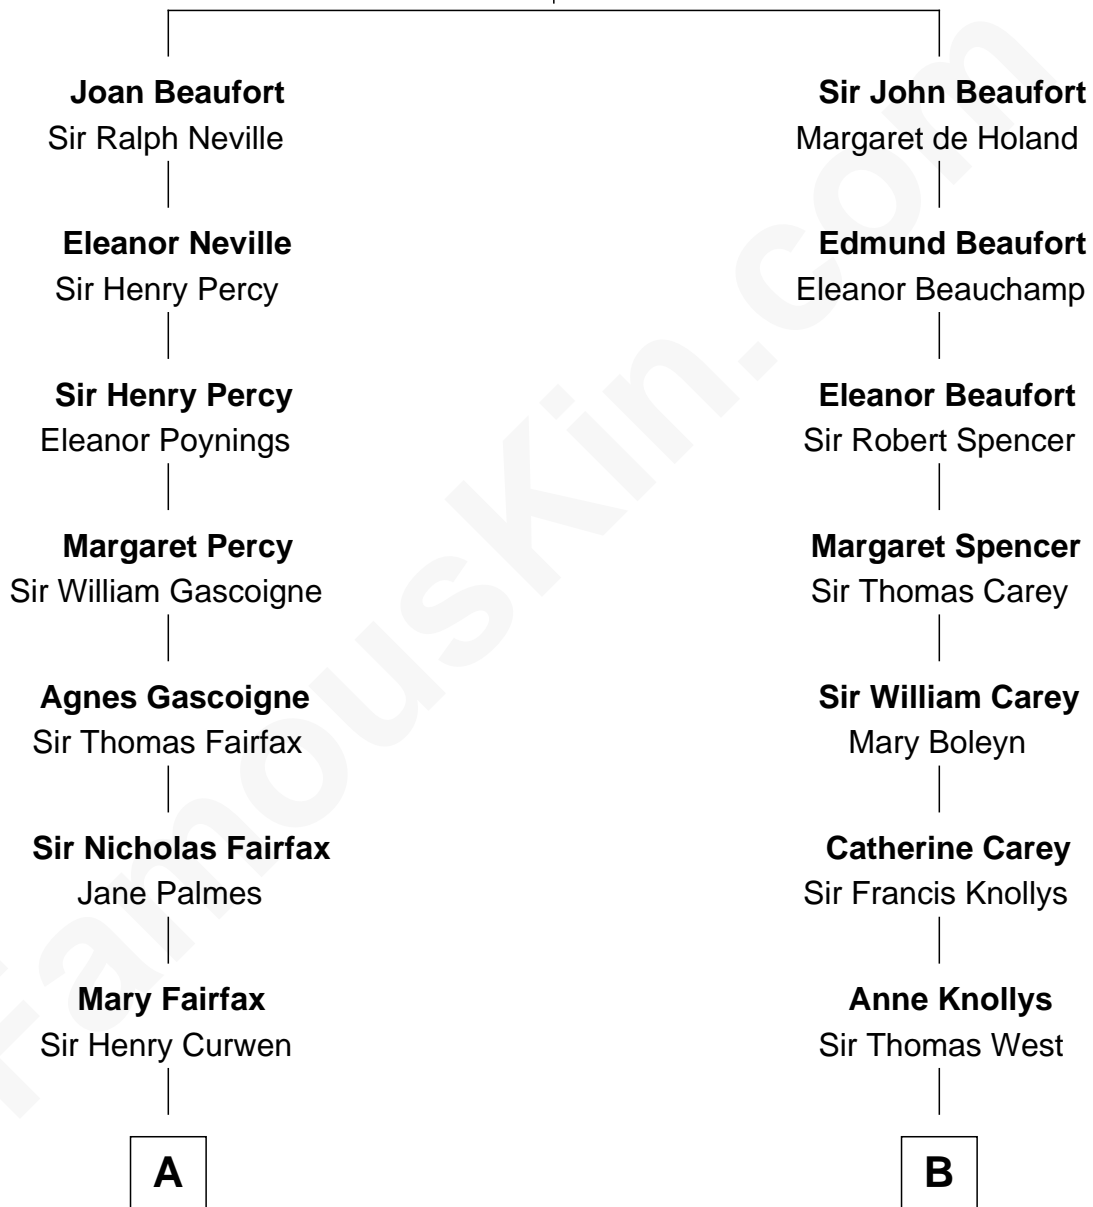 Joan Beaufort
Sir Ralph Neville
Eleanor Neville
Sir Henry Percy
Sir Henry Percy
Eleanor Poynings
Margaret Percy
Sir William Gascoigne
Agnes Gascoigne
Sir Thomas Fairfax
Sir Nicholas Fairfax
Jane Palmes
Mary Fairfax
Sir Henry Curwen
A
Sir John Beaufort
Margaret de Holand
Edmund Beaufort
Eleanor Beauchamp
Eleanor Beaufort
Sir Robert Spencer
Margaret Spencer
Sir Thomas Carey
Sir William Carey
Mary Boleyn
Catherine Carey
Sir Francis Knollys
Anne Knollys
Sir Thomas West
B
FamousKin.com